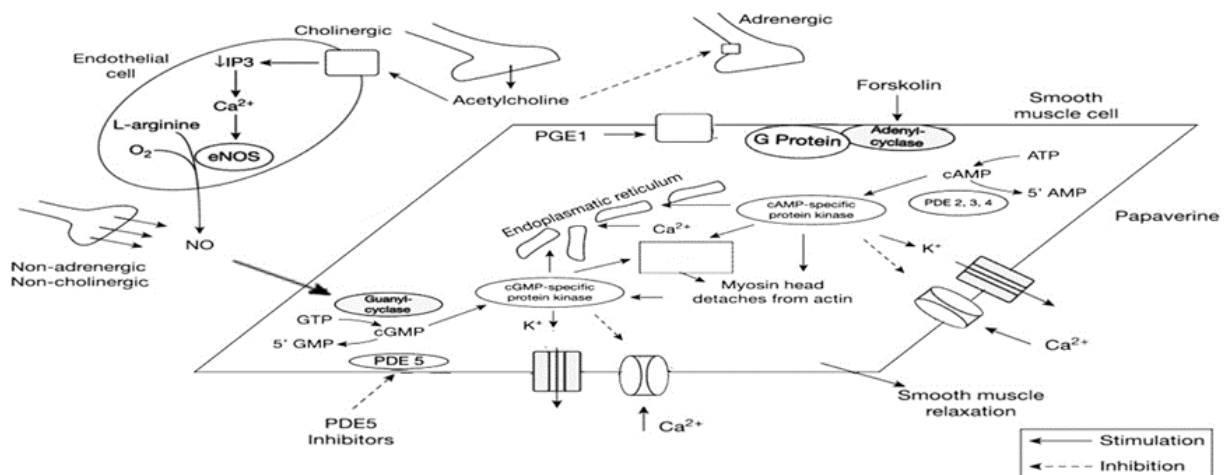 Cholinergic
Adrenergic
Endothelial
cell
↓IP3
Ca2+
Acetylcholine
L-arginine
O2
eNOS
NO
Non-adrenergic
Non-cholinergic
Forskolin
Smooth
muscle cell
PGE1
G Protein
Adenyl-
cyclase
ATP
cAMP
5' AMP
PDE 2, 3, 4
Papaverine
Endoplasmatic reticulum
cAMP-specific
protein kinase
Ca2+
K+
Myosin head
detaches from actin
cGMP-specific
protein kinase
Guanyl-
cyclase
GTP
cGMP
5' GMP
PDE 5
K+
Ca2+
Ca2+
PDE5
Inhibitors
Smooth muscle
relaxation
Stimulation
Inhibition